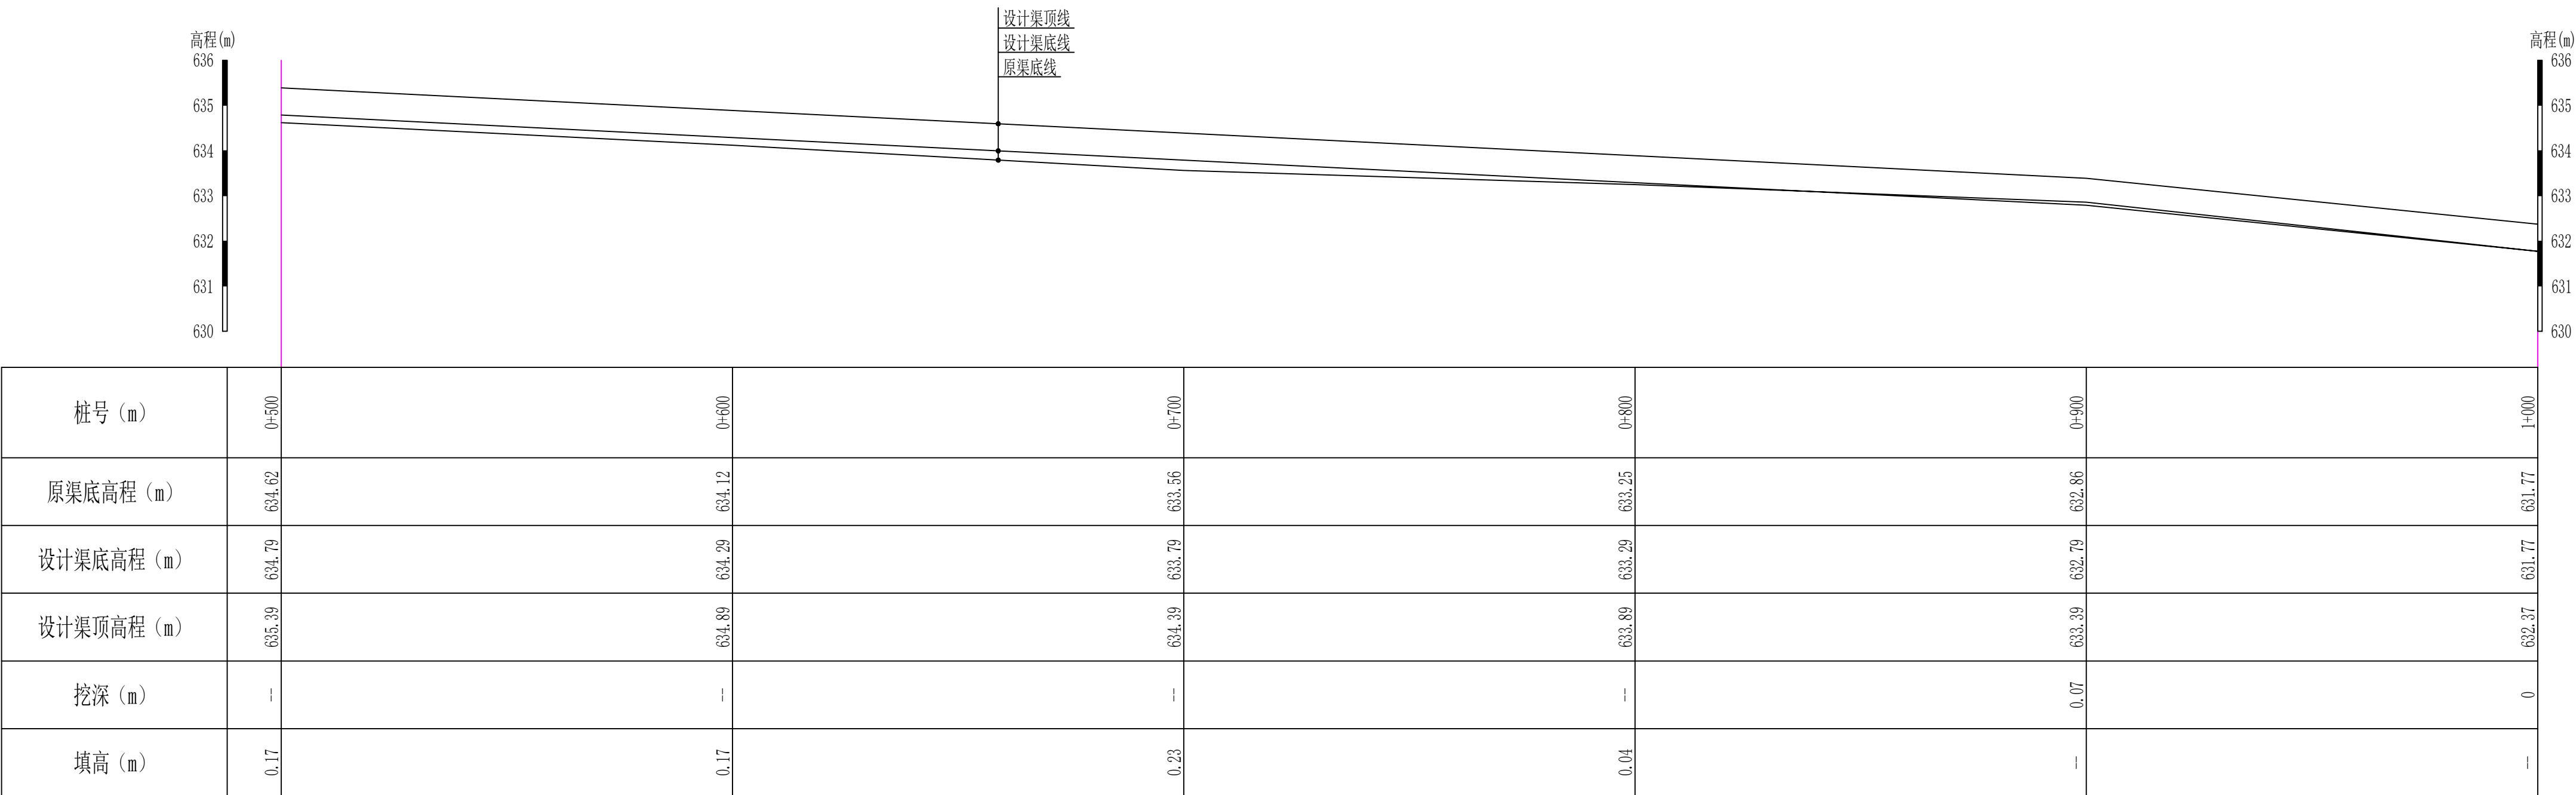 设计渠顶线
设计渠底线
原渠底线
高程(m)
636
635
634
633
632
631
630
高程(m)
636
635
634
633
632
631
630
桩号（m） 0+500 0+600 0+700 0+800 0+900 1+000
原渠底高程（m） 634.62 634.12 633.56 633.25 632.86 631.77
设计渠底高程（m） 634.79 634.29 633.79 633.29 632.79 631.77
设计渠顶高程（m） 635.39 634.89 634.39 633.89 633.39 632.37
挖深（m） -- -- -- -- 0.07 0
填高（m） 0.17 0.17 0.23 0.04 -- --